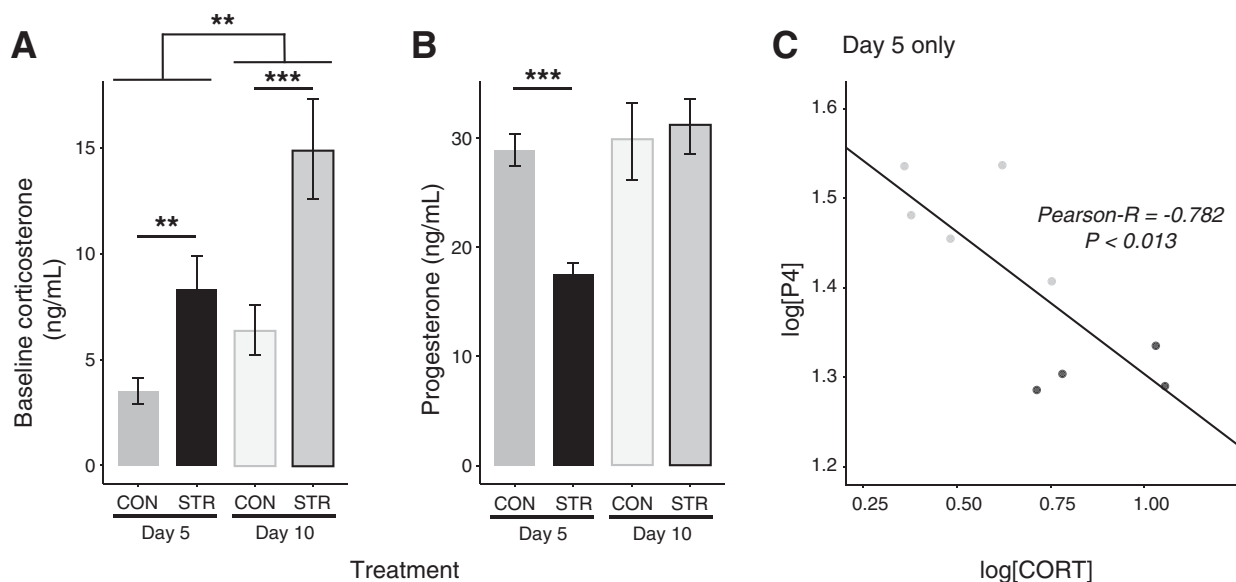 A
**
***
**
Baseline corticosterone
(ng/mL)
15
10
5
0
CON STR CON STR
Day 5 Day 10
B
***
Progesterone (ng/mL)
30
20
10
0
CON STR CON STR
Day 5 Day 10
Treatment
C Day 5 only
log[P4]
1.6
1.5
1.4
1.3
1.2
Pearson-R = -0.782
P < 0.013
0.25 0.50 0.75 1.00
log[CORT]